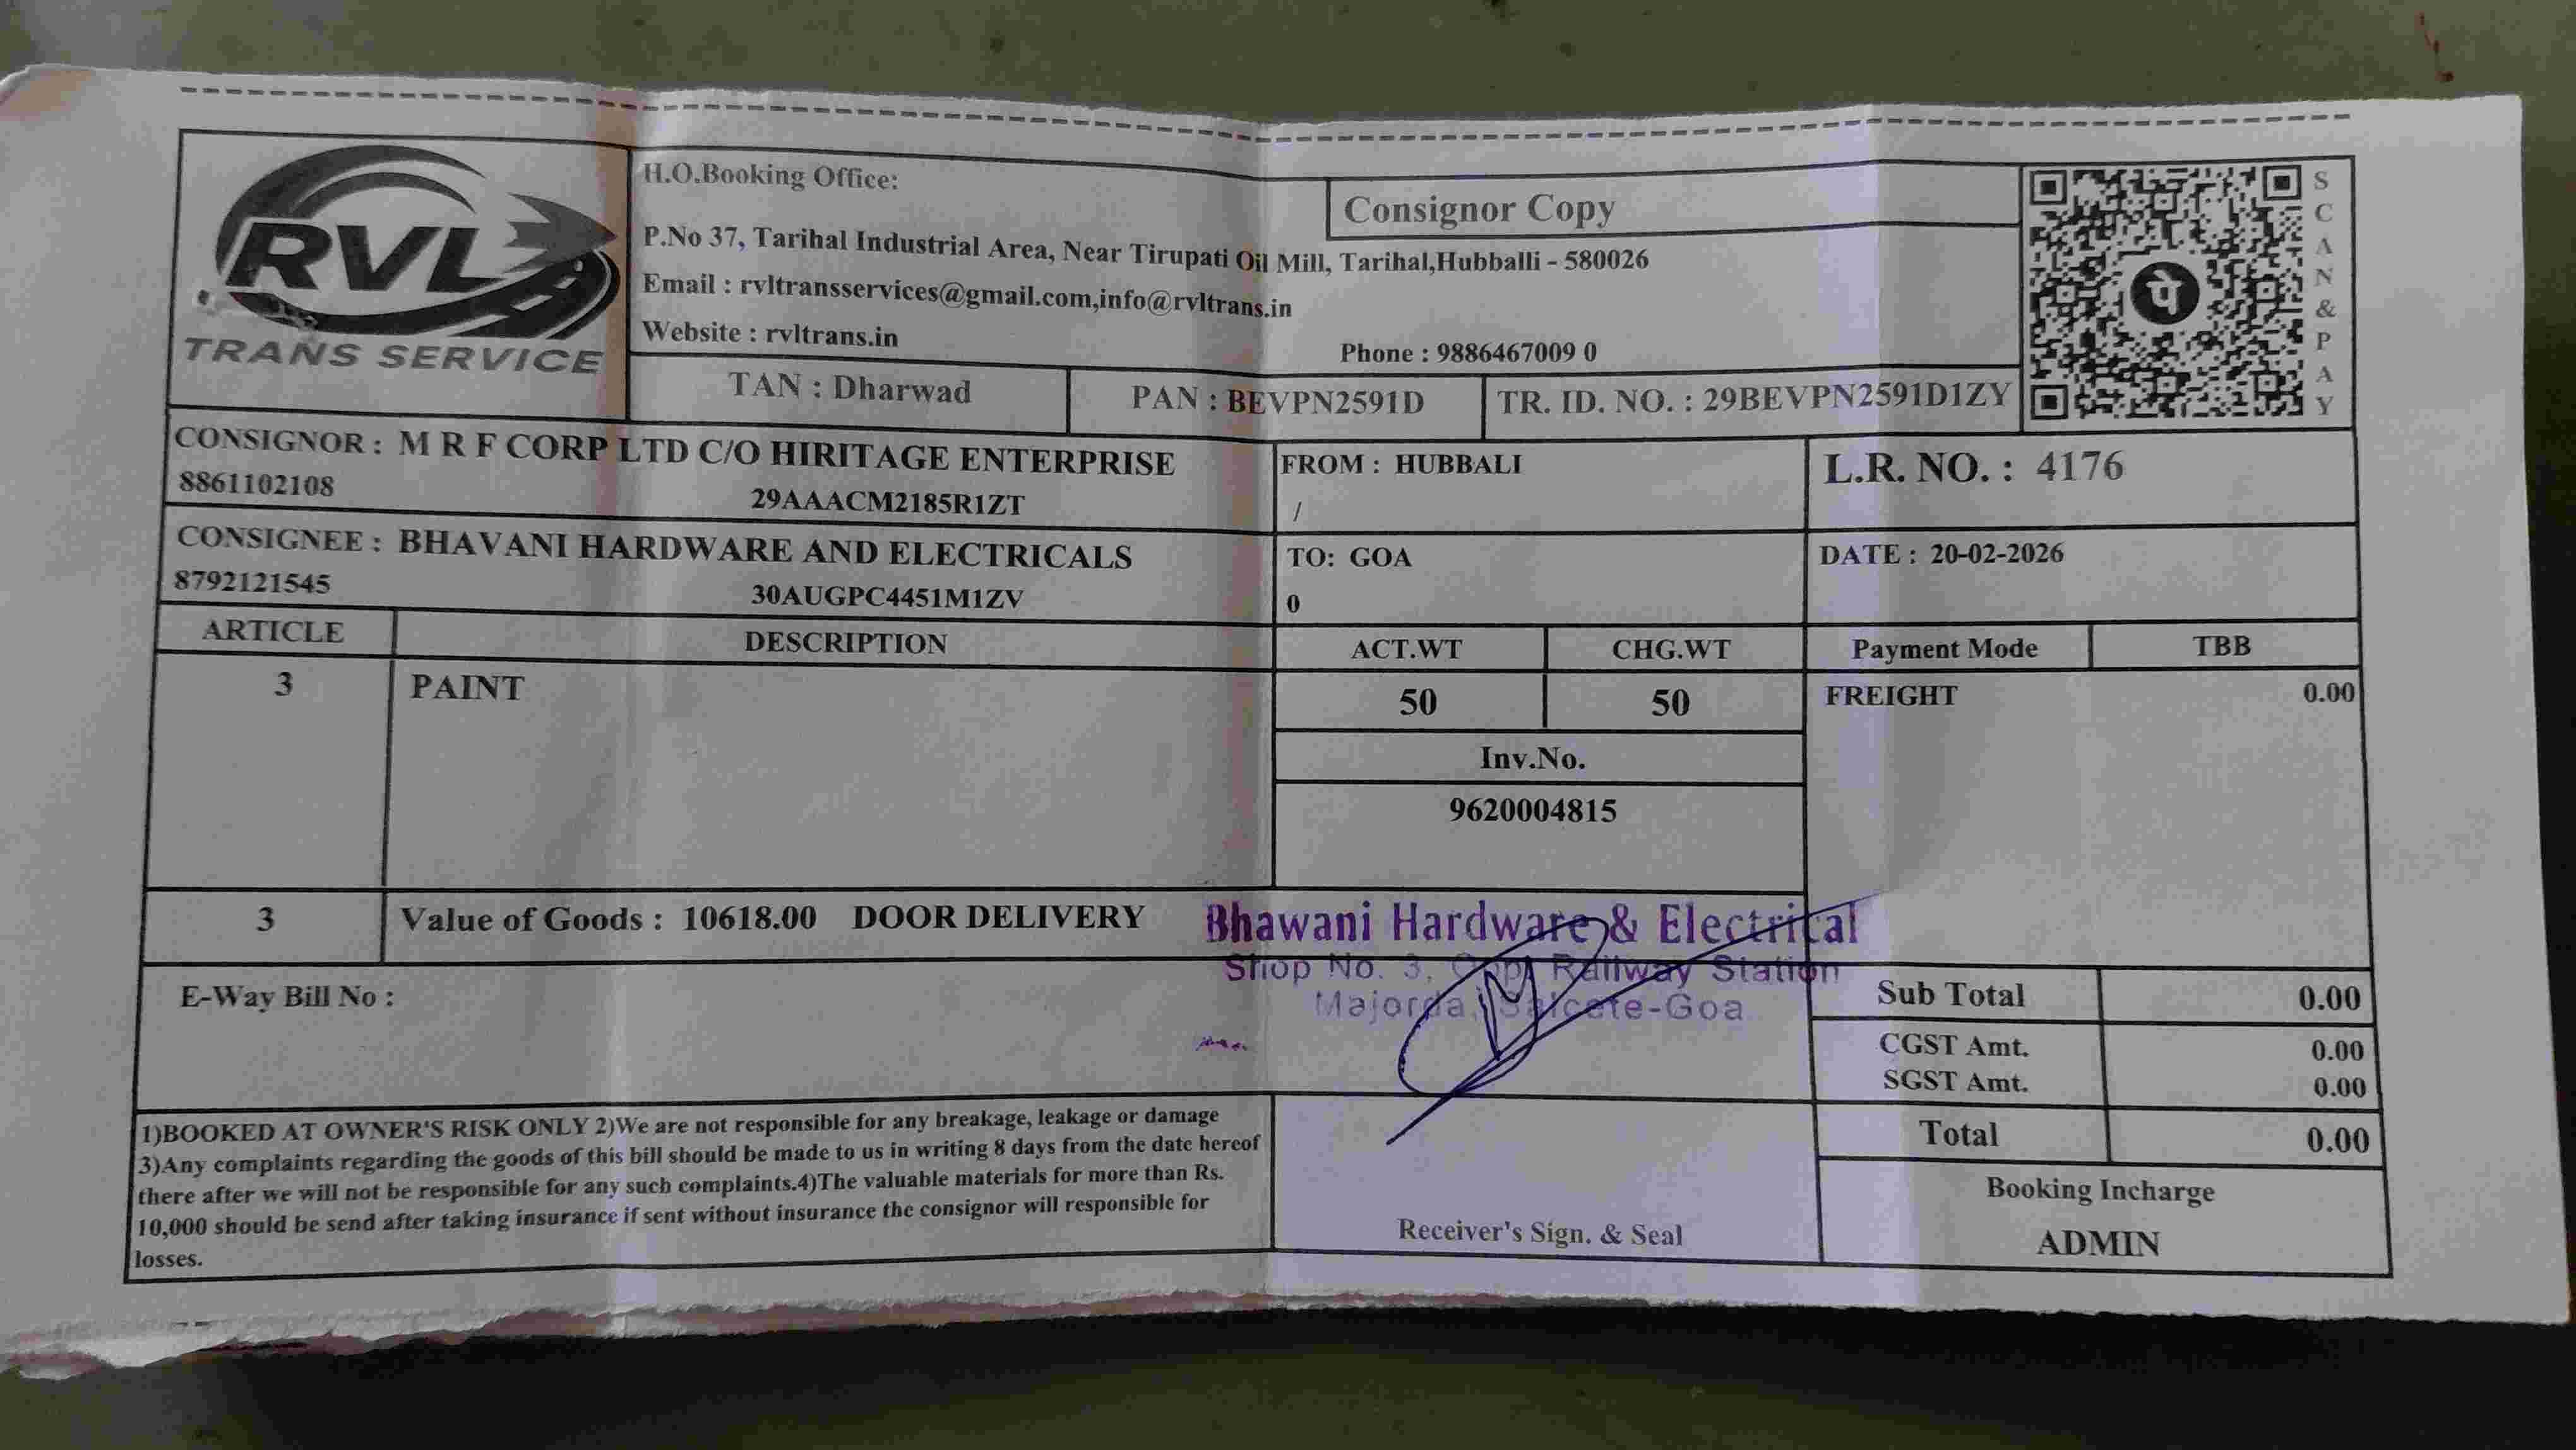 RVL
TRANS SERVICE
H.O.Booking Office:
Consignor Copy
P.No 37, Tarihal Industrial Area, Near Tirupati Oil Mill, Tarihal,Hubballi - 580026
Email : rvltransservices@gmail.com,info@rvltrans.in
Website : rvltrans.in
Phone : 9886467009 0
TAN : Dharwad
PAN : BEVPN2591D
TR. ID. NO. : 29BEVPN2591D1ZY
पे
SCAN&PAY
CONSIGNOR : M R F CORP LTD C/O HIRITAGE ENTERPRISE
8861102108
29AAACM2185R1ZT
FROM : HUBBALI
/
L.R. NO. : 4176
CONSIGNEE : BHAVANI HARDWARE AND ELECTRICALS
8792121545
30AUGPC4451M1ZV
TO: GOA
0
DATE : 20-02-2026
ARTICLE DESCRIPTION ACT.WT CHG.WT Payment Mode TBB
3 PAINT 50 50 FREIGHT 0.00
Inv.No.
9620004815
3 Value of Goods : 10618.00 DOOR DELIVERY
Bhawani Hardware & Electrical
Shop No. 3, Opp. Railway Station
Majorda, Salcete-Goa
E-Way Bill No :
Sub Total 0.00
CGST Amt. 0.00
SGST Amt. 0.00
Total 0.00
1)BOOKED AT OWNER'S RISK ONLY 2)We are not responsible for any breakage, leakage or damage
3)Any complaints regarding the goods of this bill should be made to us in writing 8 days from the date hereof
there after we will not be responsible for any such complaints.4)The valuable materials for more than Rs.
10,000 should be send after taking insurance if sent without insurance the consignor will responsible for
losses.
Receiver's Sign. & Seal
Booking Incharge
ADMIN